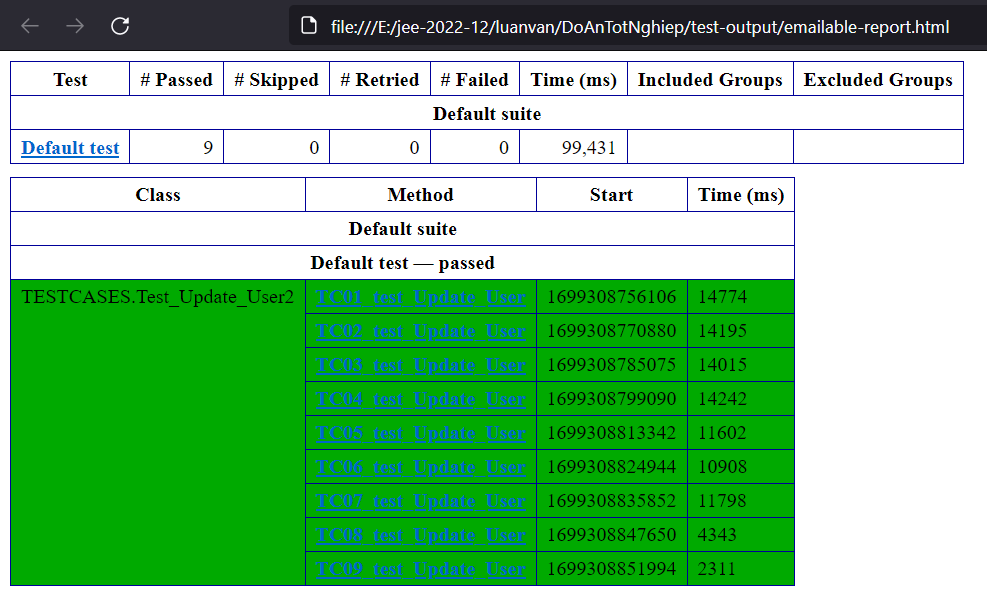 file:///E:/jee-2022-12/luanvan/DoAnTotNghiep/test-output/emailable-report.html
Test # Passed # Skipped # Retried # Failed Time (ms) Included Groups Excluded Groups
Default suite
Default test 9 0 0 0 99,431
Class Method Start Time (ms)
Default suite
Default test — passed
TESTCASES.Test_Update_User2 TC01_test_Update_User 1699308756106 14774
TC02_test_Update_User 1699308770880 14195
TC03_test_Update_User 1699308785075 14015
TC04_test_Update_User 1699308799090 14242
TC05_test_Update_User 1699308813342 11602
TC06_test_Update_User 1699308824944 10908
TC07_test_Update_User 1699308835852 11798
TC08_test_Update_User 1699308847650 4343
TC09_test_Update_User 1699308851994 2311